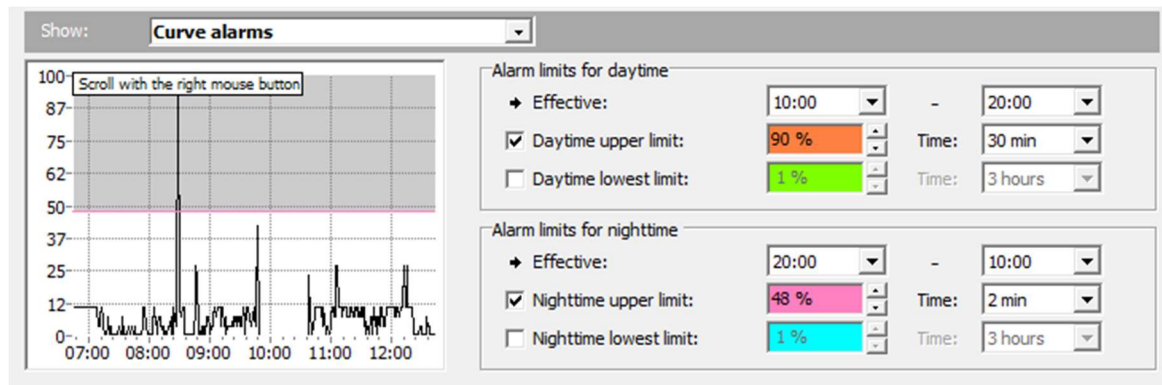 Show: Curve alarms
Scroll with the right mouse button
100
87
75
62
50
37
25
12
0
07:00 08:00 09:00 10:00 11:00 12:00
Alarm limits for daytime
Effective: 10:00 - 20:00
Daytime upper limit: 90 % Time: 30 min
Daytime lowest limit: 1 % Time: 3 hours
Alarm limits for nighttime
Effective: 20:00 - 10:00
Nighttime upper limit: 48 % Time: 2 min
Nighttime lowest limit: 1 % Time: 3 hours